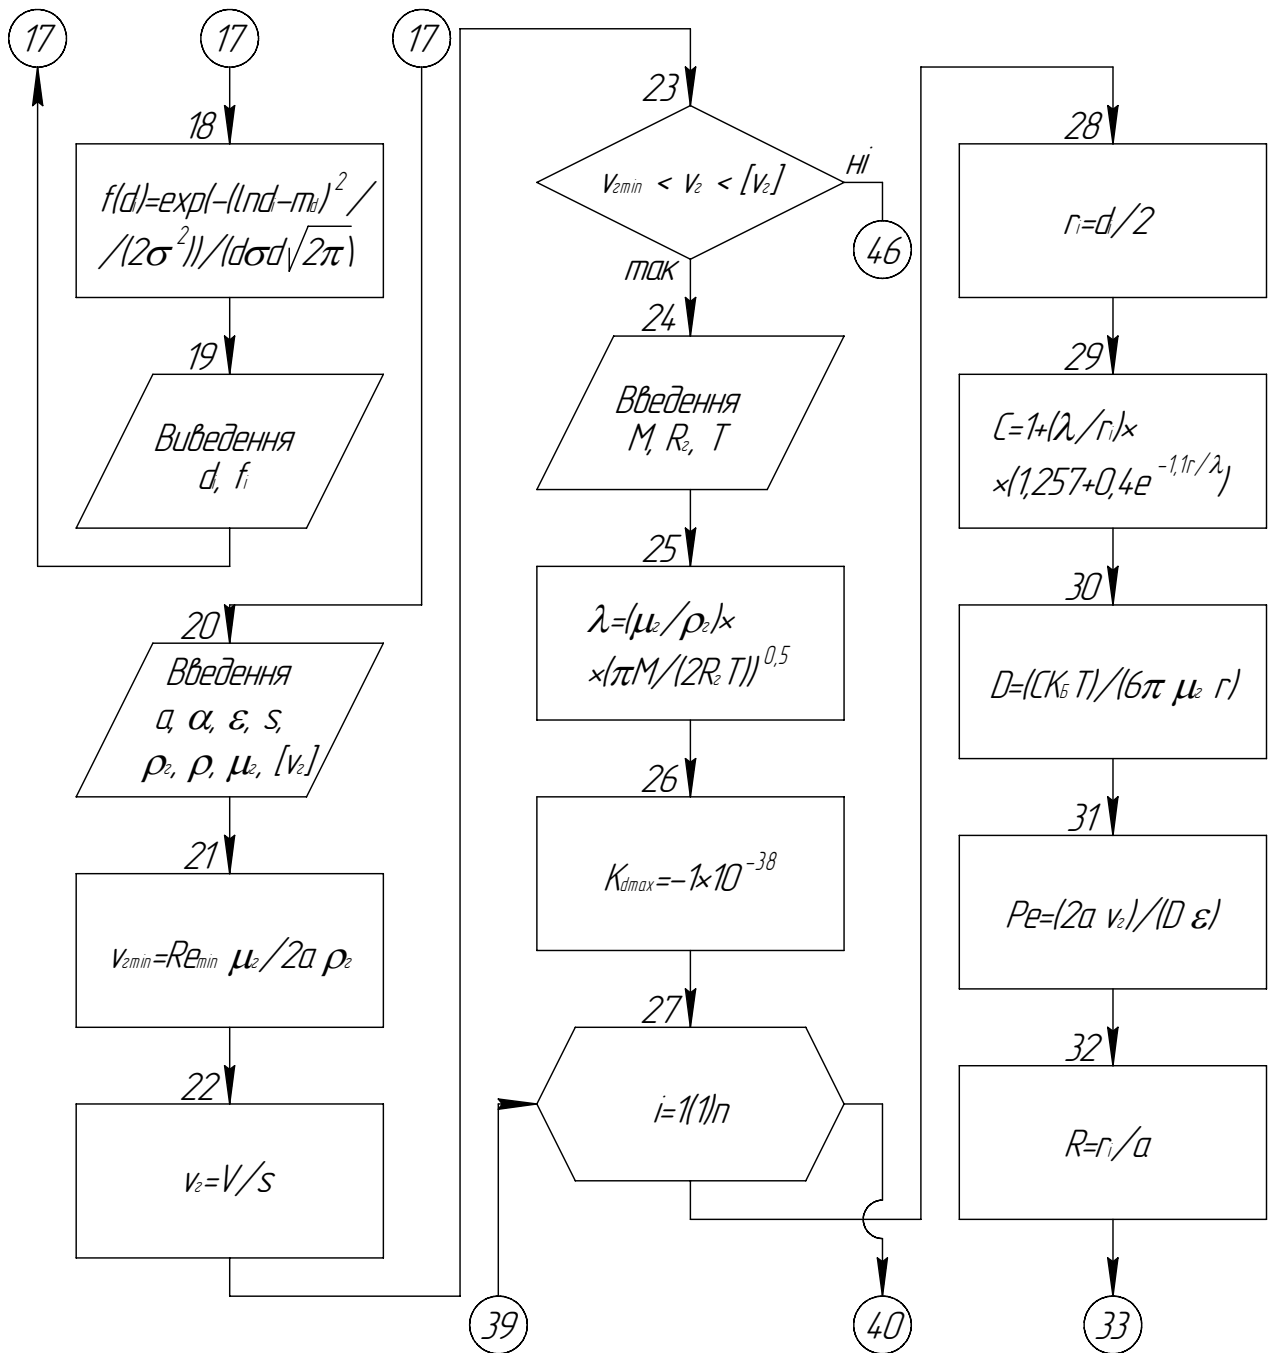 17
17
17
18
f(dᵢ)=exp(-(lndᵢ-m_d)² /
/(2σ²))/(dσd√2π)
19
Виведення
dᵢ, fᵢ
20
Введення
a, α, ε, s,
ρ_г, ρ, μ_г, [v_г]
21
v_гmin=Re_min μ_г/2a ρ_г
22
v_г=V/s
23
v_гmin < v_г < [v_г]
ні
46
так
24
Введення
M, R_г, T
25
λ=(μ_г/ρ_г)×
×(πM/(2R_г T))^0,5
26
K_dmax=-1×10^-38
27
i=1(1)n
39
40
28
rᵢ=dᵢ/2
29
C=1+(λ/rᵢ)×
×(1,257+0,4e^-1,1r/λ)
30
D=(CK_Б T)/(6π μ_г r)
31
Pe=(2a v_г)/(D ε)
32
R=rᵢ/a
33